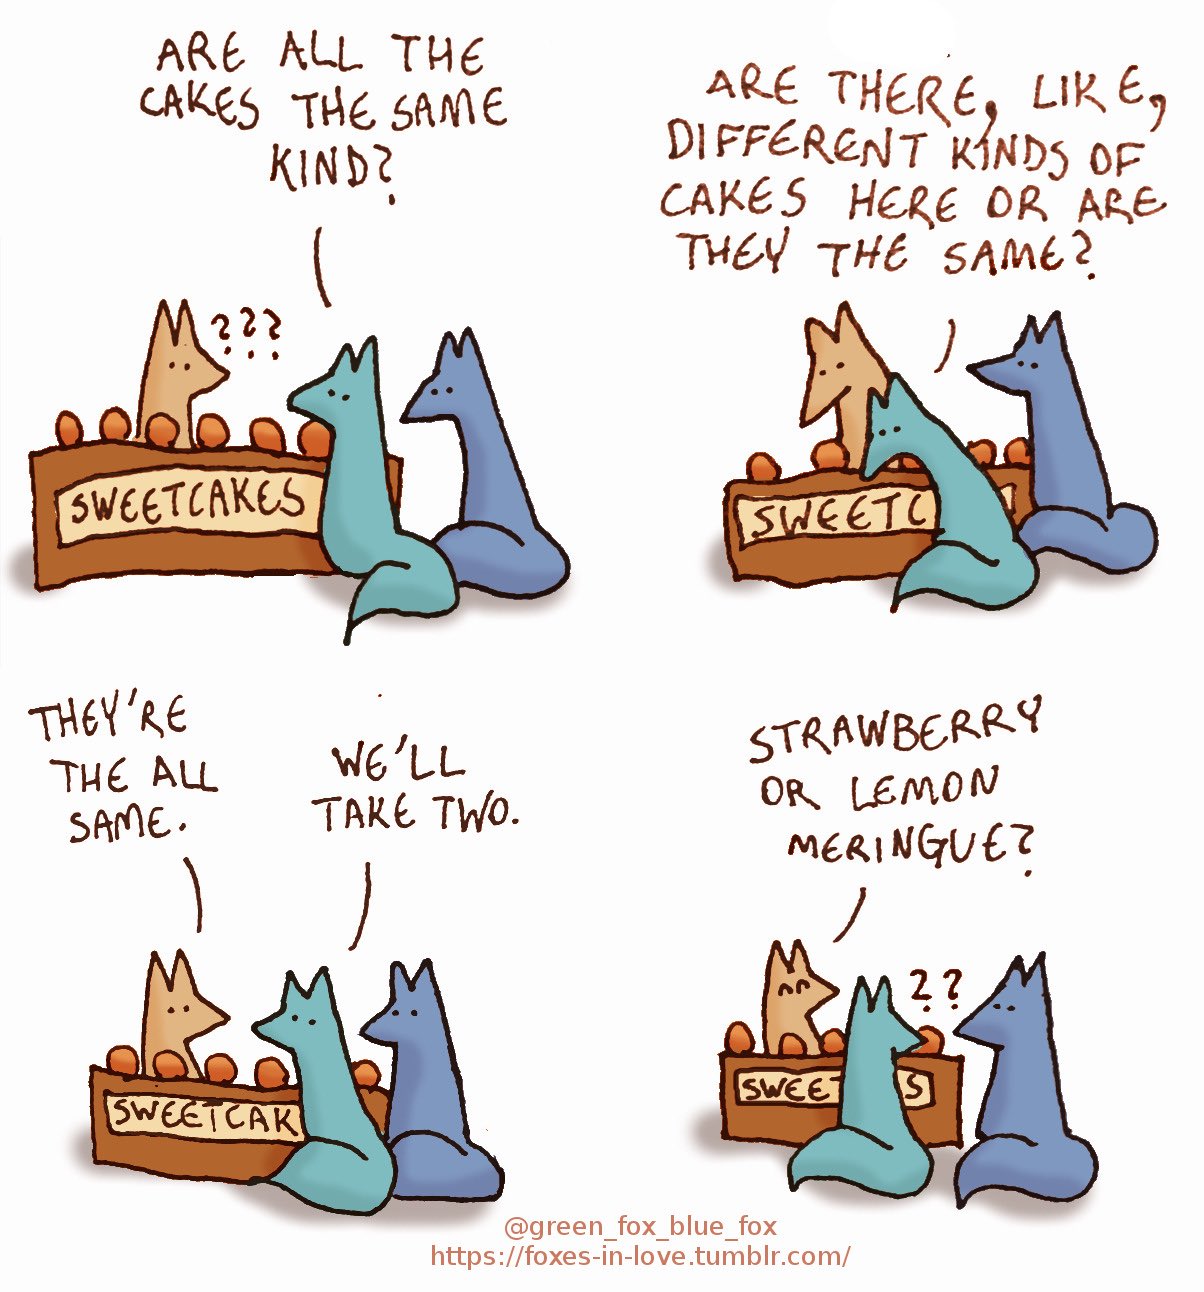 ARE ALL THE
CAKES THE SAME
KIND?
???
SWEETCAKES
ARE THERE, LIKE,
DIFFERENT KINDS OF
CAKES HERE OR ARE
THEY THE SAME?
SWEETC
THEY'RE
THE ALL
SAME.
WE'LL
TAKE TWO.
SWEETCAK
STRAWBERRY
OR LEMON
MERINGUE?
??
SWEET S
@green_fox_blue_fox
https://foxes-in-love.tumblr.com/